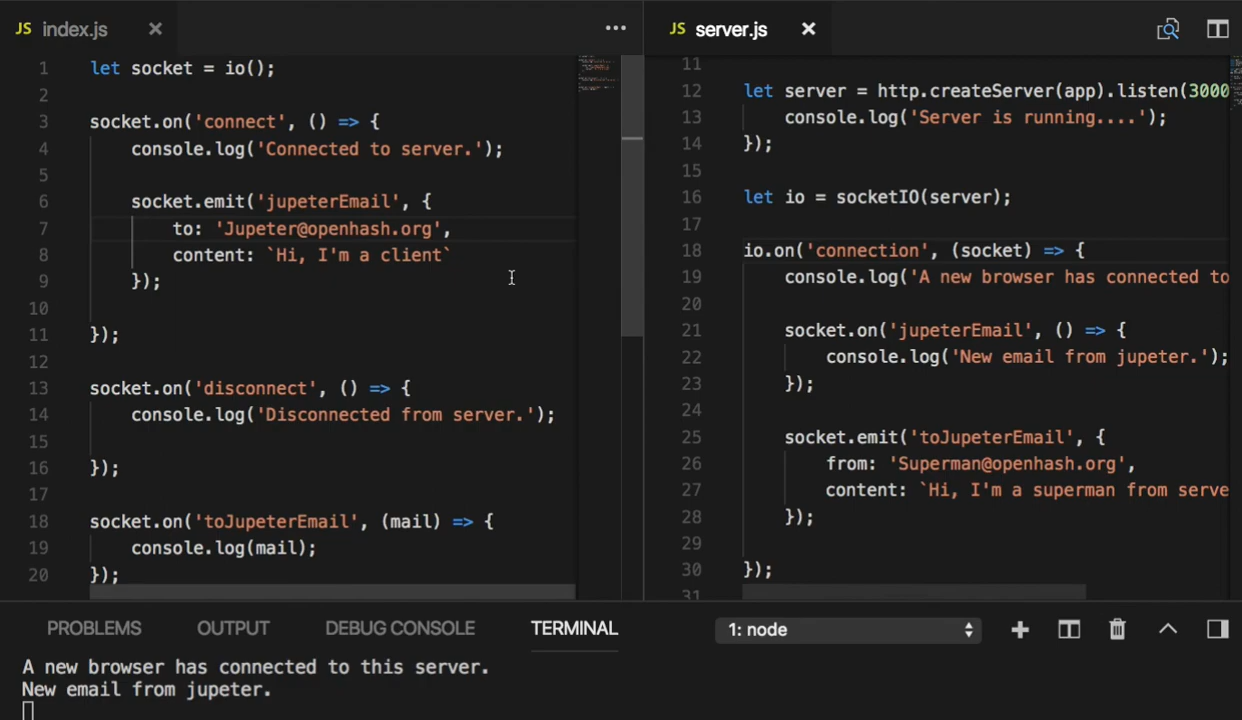 JS index.js
1 let socket = io();
2
3 socket.on('connect', () => {
4 console.log('Connected to server.');
5
6 socket.emit('jupeterEmail', {
7 to: 'Jupeter@openhash.org',
8 content: `Hi, I'm a client`
9 });
10
11 });
12
13 socket.on('disconnect', () => {
14 console.log('Disconnected from server.');
15
16 });
17
18 socket.on('toJupeterEmail', (mail) => {
19 console.log(mail);
20 });
JS server.js
11
12 let server = http.createServer(app).listen(3000
13 console.log('Server is running....');
14 });
15
16 let io = socketIO(server);
17
18 io.on('connection', (socket) => {
19 console.log('A new browser has connected to
20
21 socket.on('jupeterEmail', () => {
22 console.log('New email from jupeter.');
23 });
24
25 socket.emit('toJupeterEmail', {
26 from: 'Superman@openhash.org',
27 content: `Hi, I'm a superman from serve
28 });
29
30 });
31
PROBLEMS OUTPUT DEBUG CONSOLE TERMINAL 1: node
A new browser has connected to this server.
New email from jupeter.